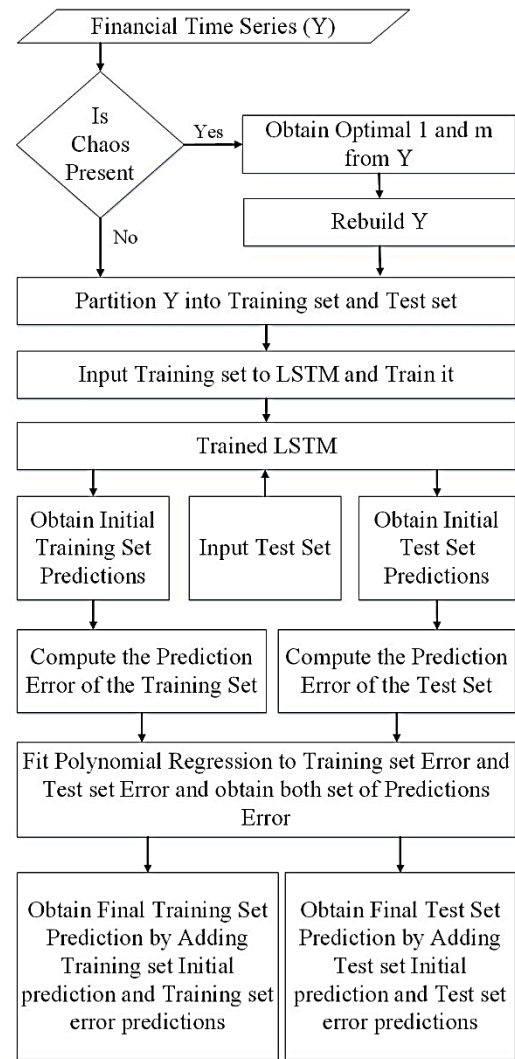 Financial Time Series (Y)
Is
Chaos
Present
Yes
Obtain Optimal 1 and m
from Y
Rebuild Y
No
Partition Y into Training set and Test set
Input Training set to LSTM and Train it
Trained LSTM
Obtain Initial
Training Set
Predictions
Input Test Set
Obtain Initial
Test Set
Predictions
Compute the Prediction
Error of the Training Set
Compute the Prediction
Error of the Test Set
Fit Polynomial Regression to Training set Error and
Test set Error and obtain both set of Predictions
Error
Obtain Final Training Set
Prediction by Adding
Training set Initial
prediction and Training set
error predictions
Obtain Final Test Set
Prediction by Adding
Test set Initial
prediction and Test set
error predictions